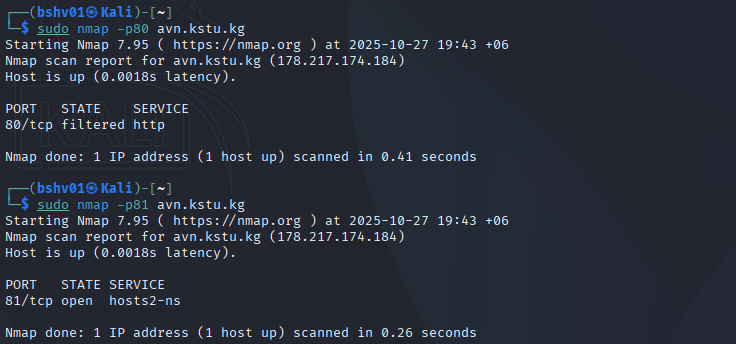 ┌──(bshv01㉿Kali)-[~]
└─$ sudo nmap -p80 avn.kstu.kg
Starting Nmap 7.95 ( https://nmap.org ) at 2025-10-27 19:43 +06
Nmap scan report for avn.kstu.kg (178.217.174.184)
Host is up (0.0018s latency).
PORT   STATE    SERVICE
80/tcp filtered http
Nmap done: 1 IP address (1 host up) scanned in 0.41 seconds
┌──(bshv01㉿Kali)-[~]
└─$ sudo nmap -p81 avn.kstu.kg
Starting Nmap 7.95 ( https://nmap.org ) at 2025-10-27 19:43 +06
Nmap scan report for avn.kstu.kg (178.217.174.184)
Host is up (0.0018s latency).
PORT   STATE SERVICE
81/tcp open  hosts2-ns
Nmap done: 1 IP address (1 host up) scanned in 0.26 seconds
KALI